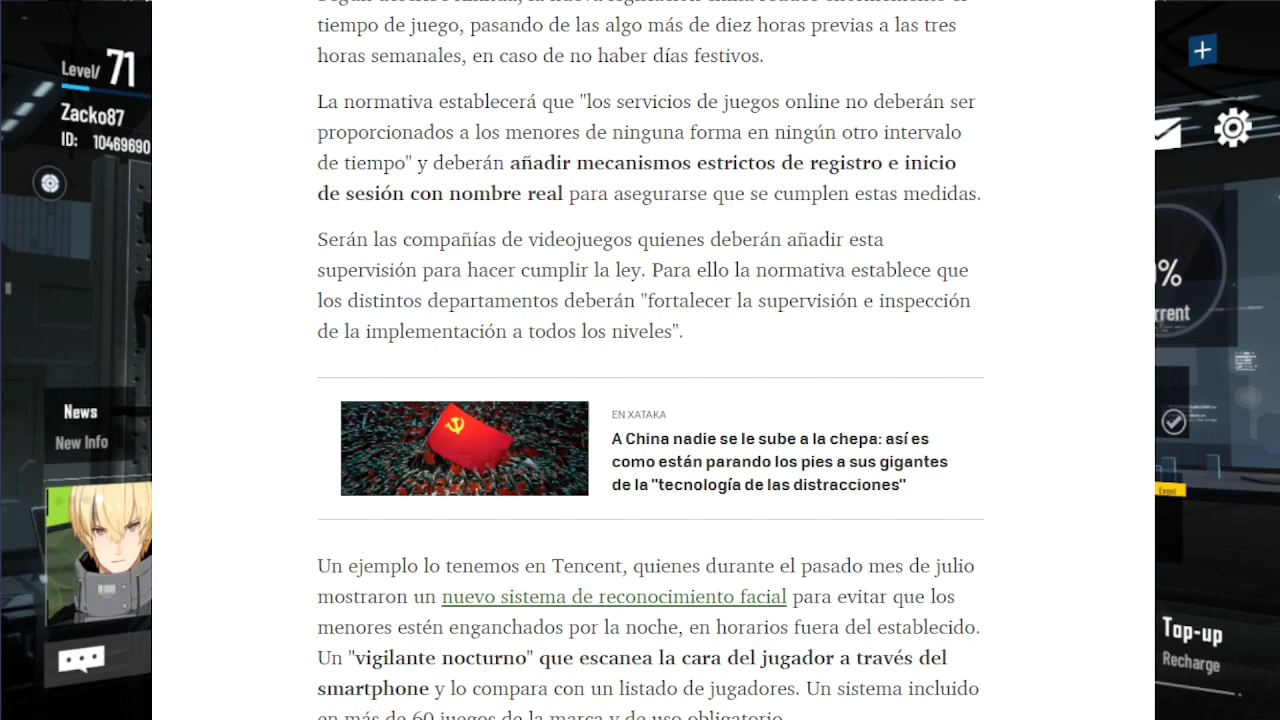 tiempo de juego, pasando de las algo más de diez horas previas a las tres
horas semanales, en caso de no haber días festivos.
La normativa establecerá que "los servicios de juegos online no deberán ser
proporcionados a los menores de ninguna forma en ningún otro intervalo
de tiempo" y deberán añadir mecanismos estrictos de registro e inicio
de sesión con nombre real para asegurarse que se cumplen estas medidas.
Serán las compañías de videojuegos quienes deberán añadir esta
supervisión para hacer cumplir la ley. Para ello la normativa establece que
los distintos departamentos deberán "fortalecer la supervisión e inspección
de la implementación a todos los niveles".
EN XATAKA
A China nadie se le sube a la chepa: así es
como están parando los pies a sus gigantes
de la "tecnología de las distracciones"
Un ejemplo lo tenemos en Tencent, quienes durante el pasado mes de julio
mostraron un nuevo sistema de reconocimiento facial para evitar que los
menores estén enganchados por la noche, en horarios fuera del establecido.
Un "vigilante nocturno" que escanea la cara del jugador a través del
smartphone y lo compara con un listado de jugadores. Un sistema incluido
en más de 60 juegos de la marca y de uso obligatorio
Level/ 71
Zacko87
ID: 10469690
News
New Info
%
rrent
Event
Top-up
Recharge